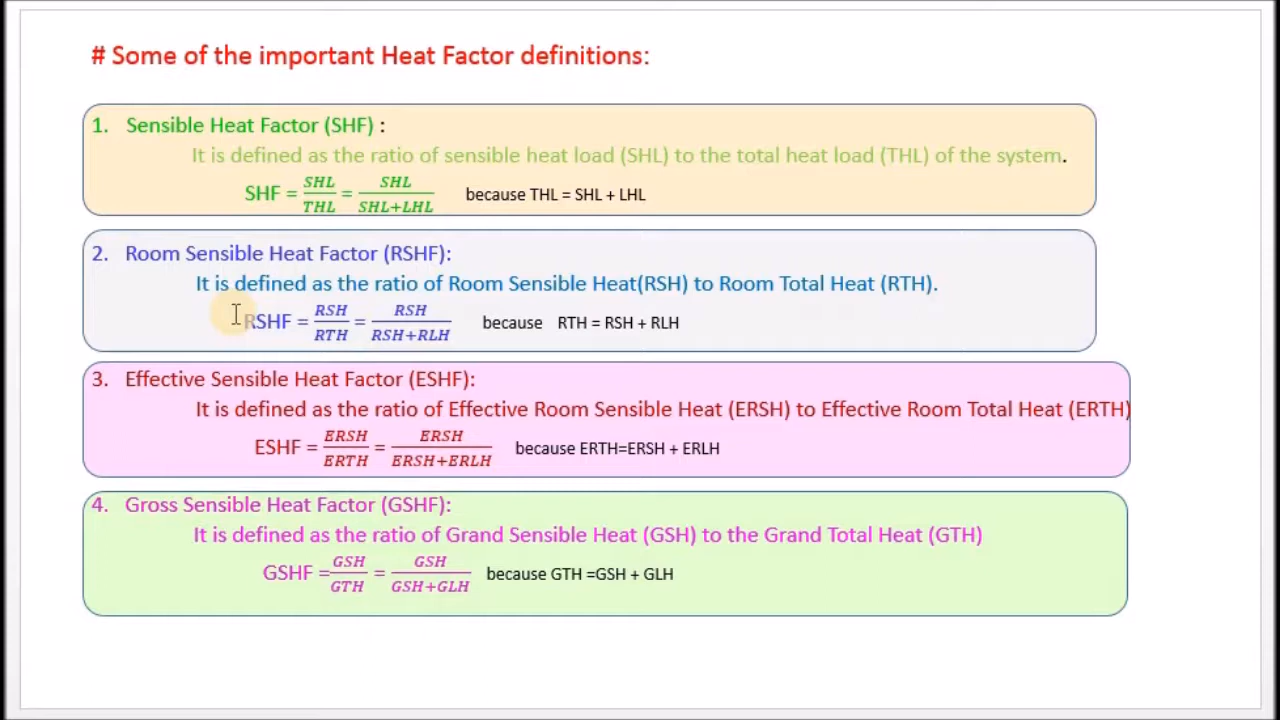 # Some of the important Heat Factor definitions:
1. Sensible Heat Factor (SHF) :
It is defined as the ratio of sensible heat load (SHL) to the total heat load (THL) of the system.
SHF = SHL/THL = SHL/SHL+LHL because THL = SHL + LHL
2. Room Sensible Heat Factor (RSHF):
It is defined as the ratio of Room Sensible Heat(RSH) to Room Total Heat (RTH).
RSHF = RSH/RTH = RSH/RSH+RLH because RTH = RSH + RLH
3. Effective Sensible Heat Factor (ESHF):
It is defined as the ratio of Effective Room Sensible Heat (ERSH) to Effective Room Total Heat (ERTH)
ESHF = ERSH/ERTH = ERSH/ERSH+ERLH because ERTH=ERSH + ERLH
4. Gross Sensible Heat Factor (GSHF):
It is defined as the ratio of Grand Sensible Heat (GSH) to the Grand Total Heat (GTH)
GSHF =GSH/GTH = GSH/GSH+GLH because GTH =GSH + GLH